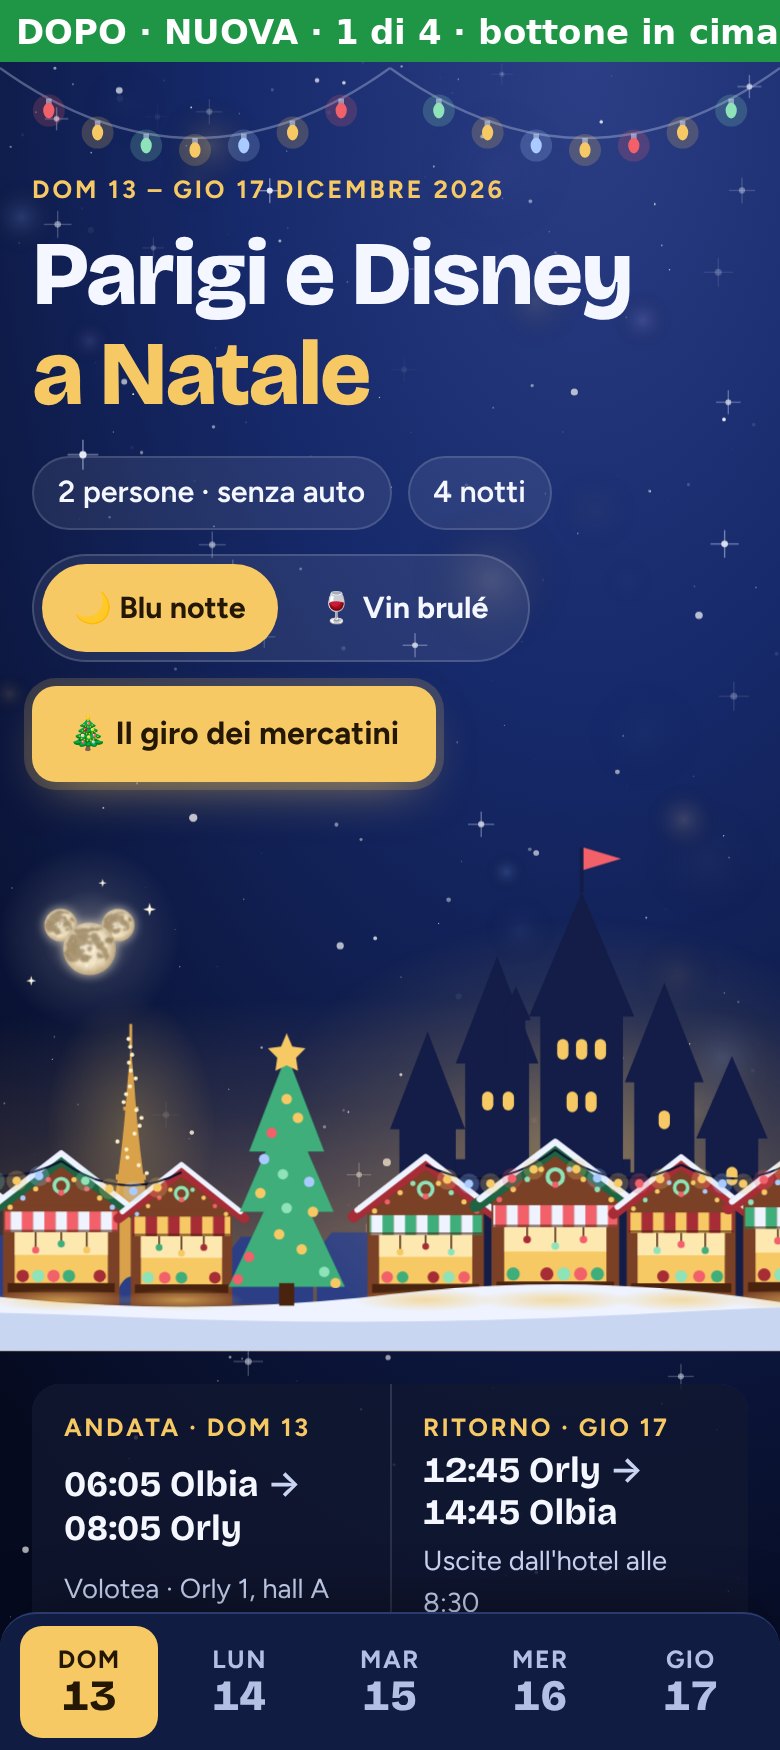 DOPO · NUOVA · 1 di 4 · bottone in cima
DOM 13 – GIO 17 DICEMBRE 2026
Parigi e Disney
a Natale
2 persone · senza auto
4 notti
🌙 Blu notte
🍷 Vin brulé
🎄 Il giro dei mercatini
ANDATA · DOM 13
06:05 Olbia →
08:05 Orly
Volotea · Orly 1, hall A
RITORNO · GIO 17
12:45 Orly →
14:45 Olbia
Uscite dall'hotel alle
8:30
DOM
13
LUN
14
MAR
15
MER
16
GIO
17